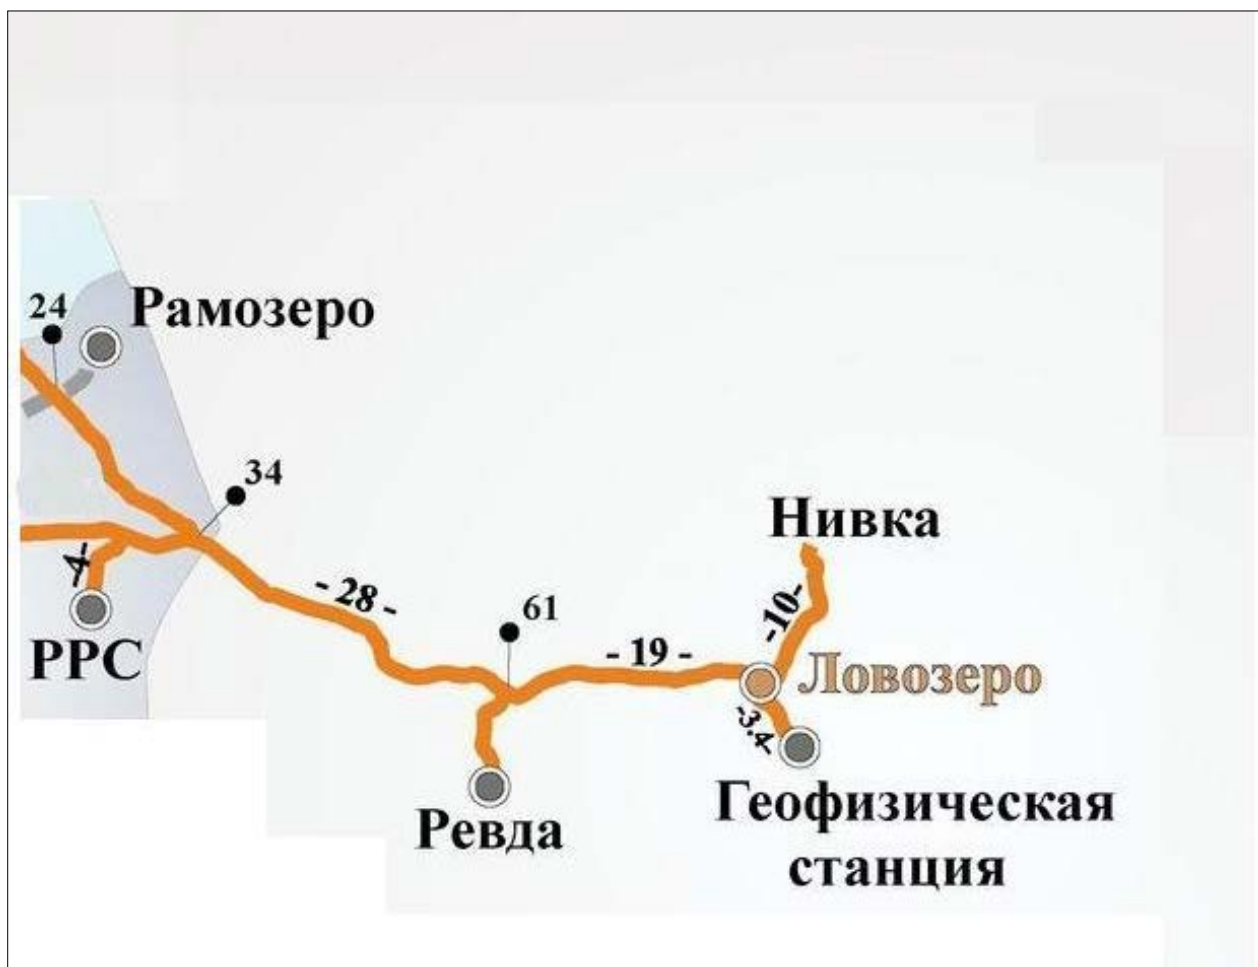 24
Рамозеро
34
Нивка
-4-
- 28 -
61
-10-
РРС
- 19 -
Ловозеро
-3.4-
Ревда
Геофизическая
станция